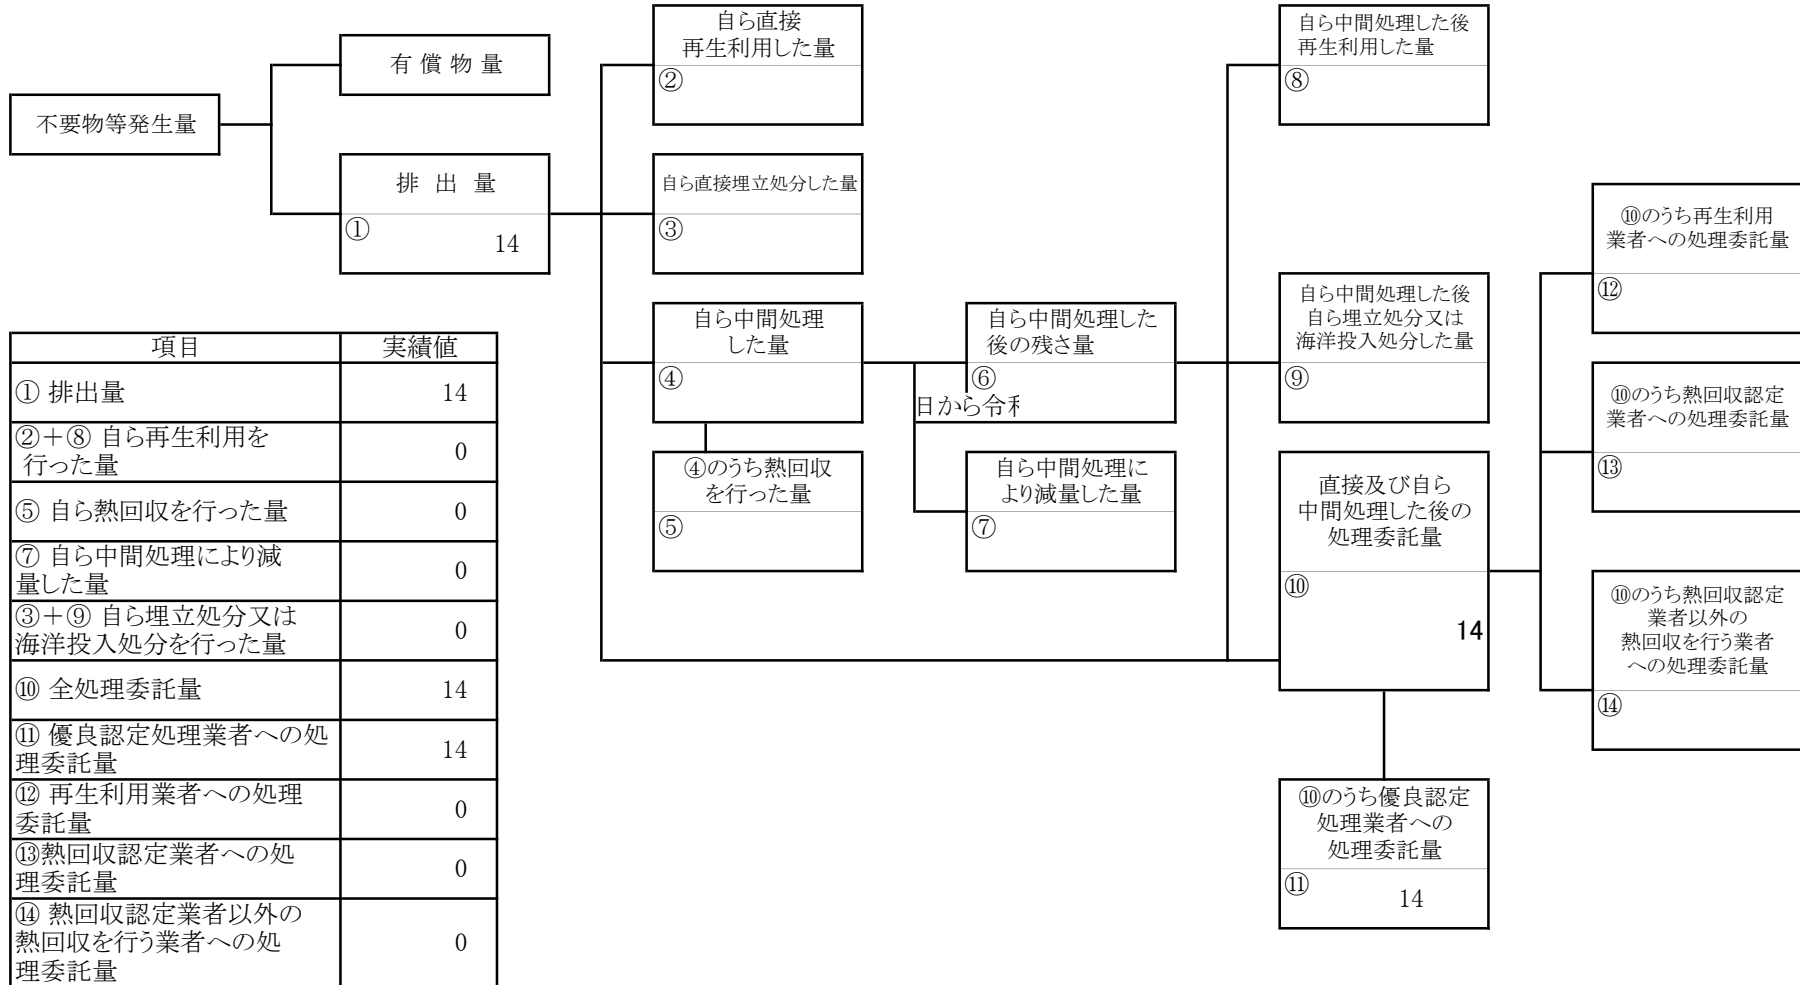 不要物等発生量
有 償 物 量
排 出 量
①
14
自ら直接
再生利用した量
②
自ら直接埋立処分した量
③
自ら中間処理
した量
④
④のうち熱回収
を行った量
⑤
自ら中間処理した
後の残さ量
⑥
日から令和
自ら中間処理に
より減量した量
⑦
自ら中間処理した後
再生利用した量
⑧
自ら中間処理した後
自ら埋立処分又は
海洋投入処分した量
⑨
直接及び自ら
中間処理した後の
処理委託量
⑩
14
⑩のうち優良認定
処理業者への
処理委託量
⑪
14
⑩のうち再生利用
業者への処理委託量
⑫
⑩のうち熱回収認定
業者への処理委託量
⑬
⑩のうち熱回収認定
業者以外の
熱回収を行う業者
への処理委託量
⑭
項目 実績値
① 排出量 14
②+⑧ 自ら再生利用を
行った量 0
⑤ 自ら熱回収を行った量 0
⑦ 自ら中間処理により減
量した量 0
③+⑨ 自ら埋立処分又は
海洋投入処分を行った量 0
⑩ 全処理委託量 14
⑪ 優良認定処理業者への処
理委託量 14
⑫ 再生利用業者への処理
委託量 0
⑬熱回収認定業者への処
理委託量 0
⑭ 熱回収認定業者以外の
熱回収を行う業者への処
理委託量 0